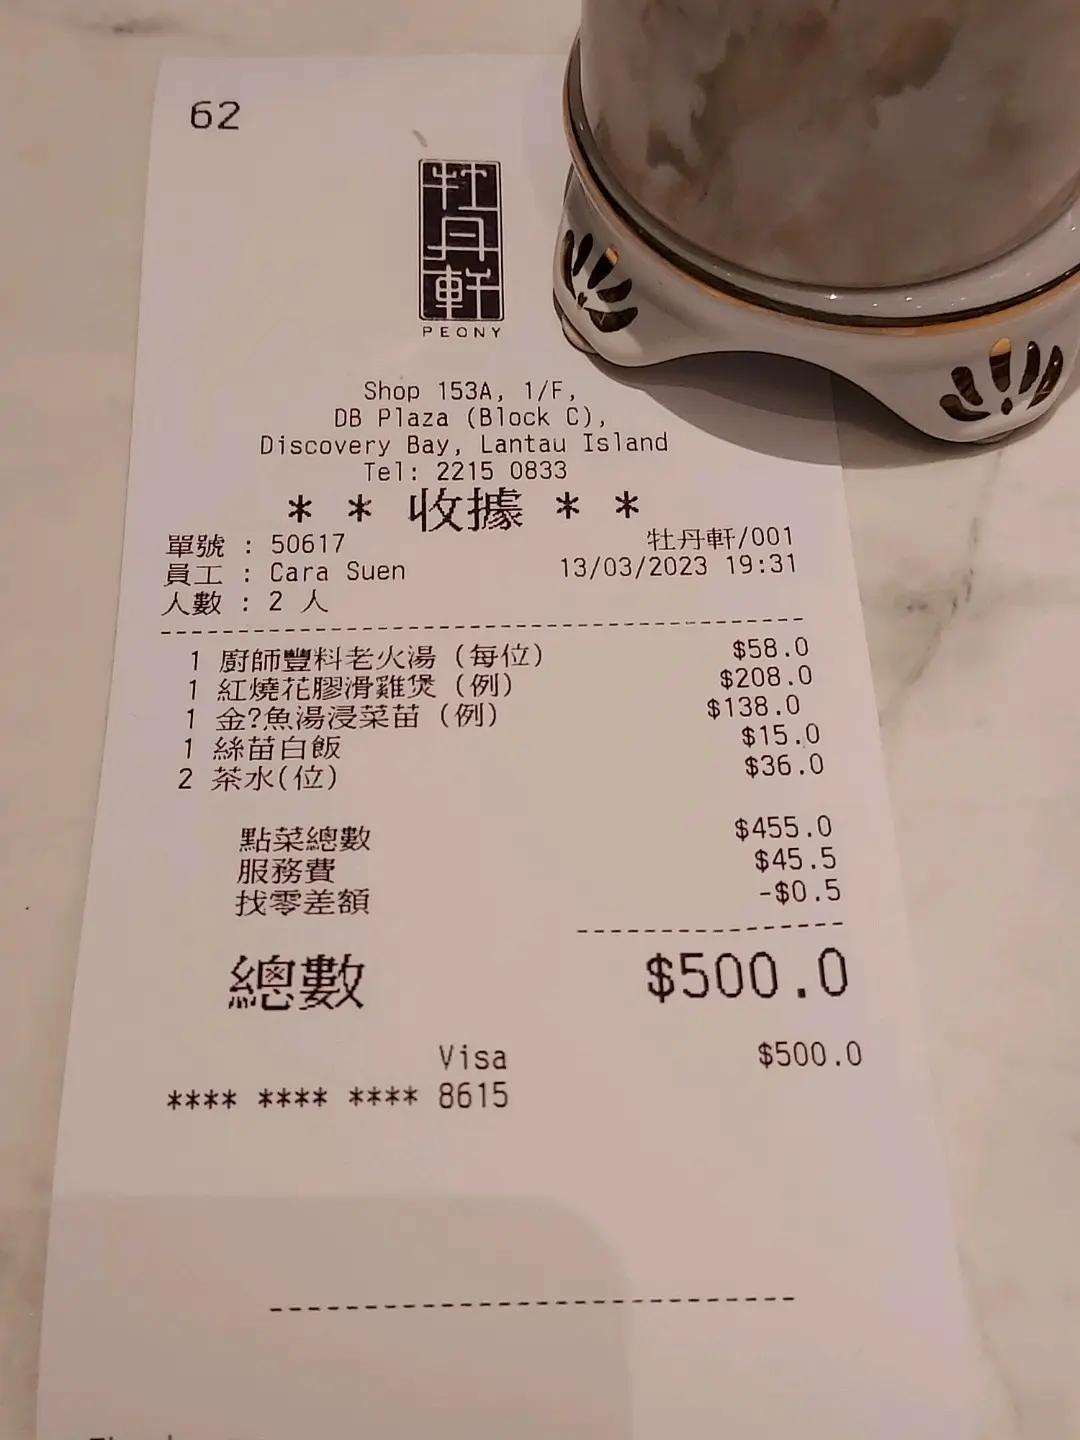 62
牡丹軒
PEONY
Shop 153A, 1/F,
DB Plaza (Block C),
Discovery Bay, Lantau Island
Tel: 2215 0833
* * 收據 * *
單號 : 50617 牡丹軒/001
員工 : Cara Suen 13/03/2023 19:31
人數 : 2 人
1 廚師豐料老火湯 (每位) $58.0
1 紅燒花膠滑雞煲 (例) $208.0
1 金?魚湯浸菜苗 (例) $138.0
1 絲苗白飯 $15.0
2 茶水(位) $36.0
點菜總數 $455.0
服務費 $45.5
找零差額 -$0.5
總數 $500.0
Visa $500.0
**** **** **** 8615